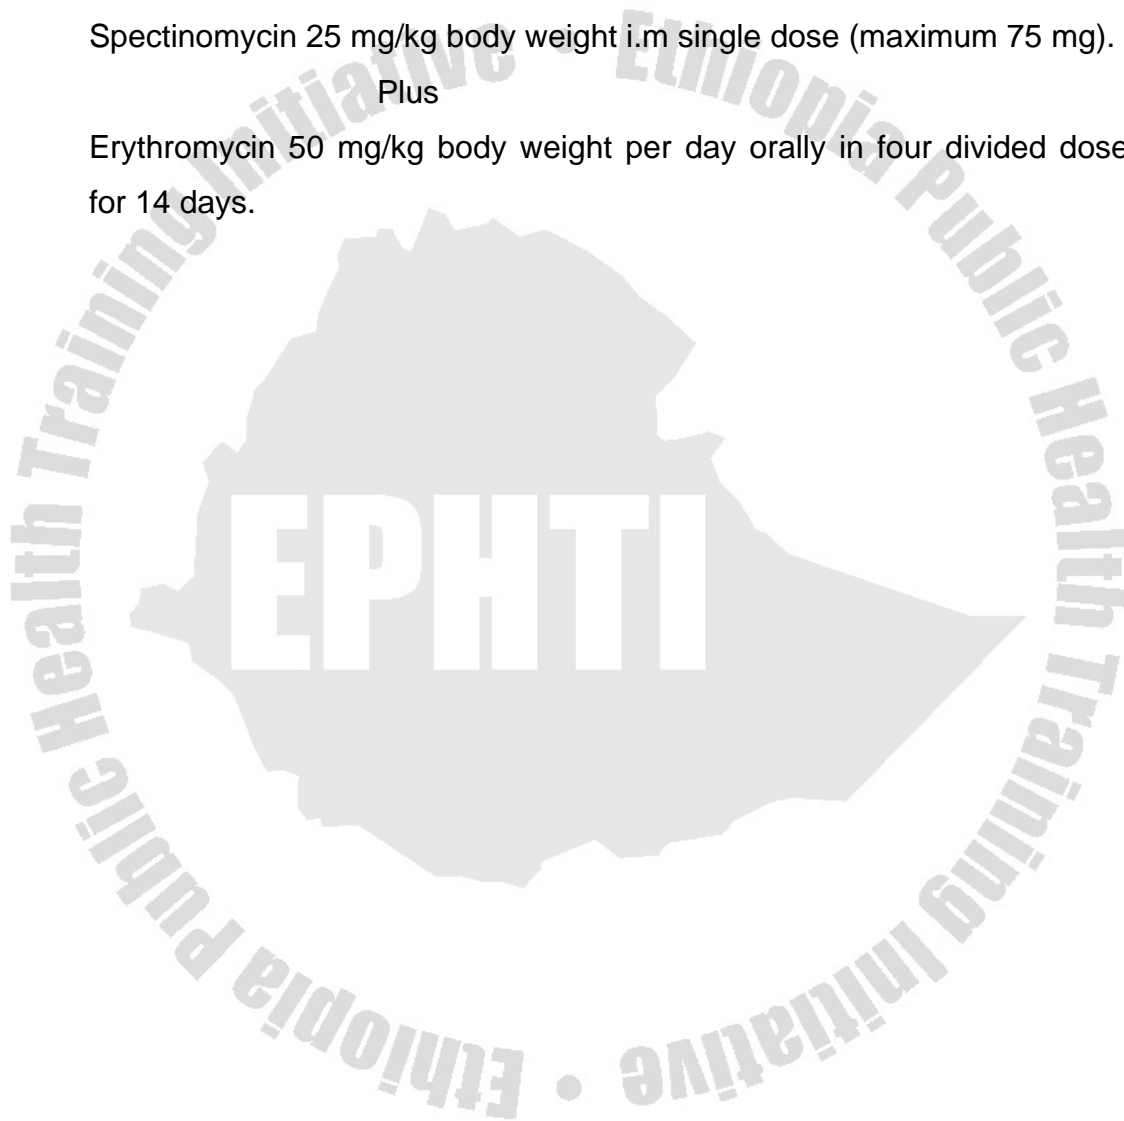 Spectinomycin 25 mg/kg body weight i.m single dose (maximum 75 mg).
Plus
Erythromycin 50 mg/kg body weight per day orally in four divided dose
for 14 days.
EPHTI
Ethiopia Public Health Training Initiative • Ethiopia Public Health Training Initiative •